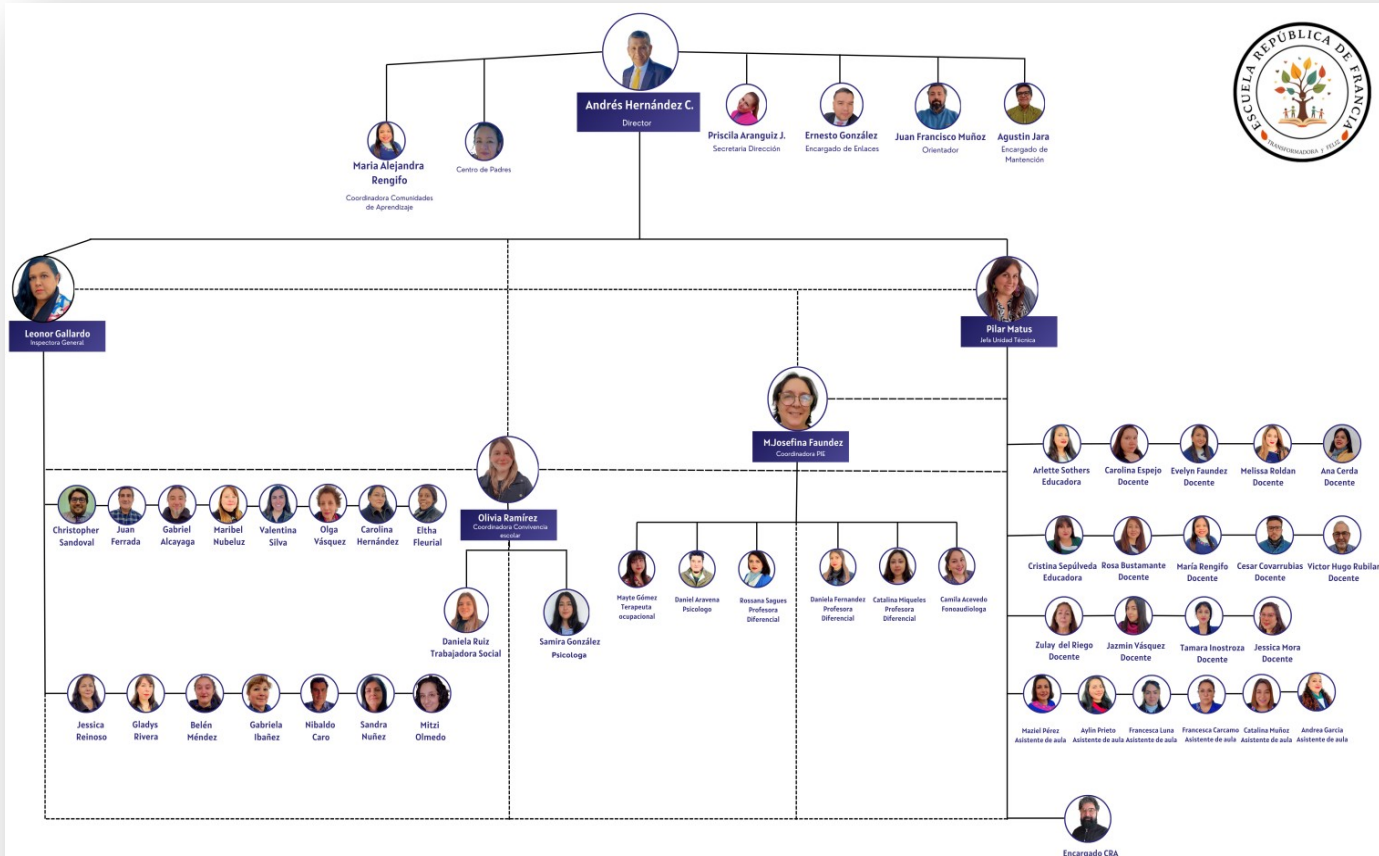 ESCUELA REPÚBLICA DE FRANCIA
TRANSFORMADORA Y FELIZ
Andrés Hernández C.
Director
Maria Alejandra
Rengifo
Coordinadora Comunidades
de Aprendizaje
Centro de Padres
Priscila Aranguiz J.
Secretaria Dirección
Ernesto González
Encargado de Enlaces
Juan Francisco Muñoz
Orientador
Agustin Jara
Encargado de
Mantención
Leonor Gallardo
Inspectora General
Pilar Matus
Jefa Unidad Técnica
M.Josefina Faundez
Coordinadora PIE
Olivia Ramírez
Coordinadora Convivencia
escolar
Christopher
Sandoval
Juan
Ferrada
Gabriel
Alcayaga
Maribel
Nubeluz
Valentina
Silva
Olga
Vásquez
Carolina
Hernández
Eltha
Fleurial
Daniela Ruiz
Trabajadora Social
Samira González
Psicologa
Mayte Gómez
Terapeuta
ocupacional
Daniel Aravena
Psicologo
Rossana Sagues
Profesora
Diferencial
Daniela Fernandez
Profesora
Diferencial
Catalina Miqueles
Profesora
Diferencial
Camila Acevedo
Fonoaudiologa
Arlette Sothers
Educadora
Carolina Espejo
Docente
Evelyn Faundez
Docente
Melissa Roldan
Docente
Ana Cerda
Docente
Cristina Sepúlveda
Educadora
Rosa Bustamante
Docente
María Rengifo
Docente
Cesar Covarrubias
Docente
Victor Hugo Rubilar
Docente
Zulay del Riego
Docente
Jazmín Vásquez
Docente
Tamara Inostroza
Docente
Jessica Mora
Docente
Maziel Pérez
Asistente de aula
Aylin Prieto
Asistente de aula
Francesca Luna
Asistente de aula
Francesca Carcamo
Asistente de aula
Catalina Muñoz
Asistente de aula
Andrea García
Asistente de aula
Jessica
Reinoso
Gladys
Rivera
Belén
Méndez
Gabriela
Ibañez
Nibaldo
Caro
Sandra
Nuñez
Mitzi
Olmedo
Encargado CRA